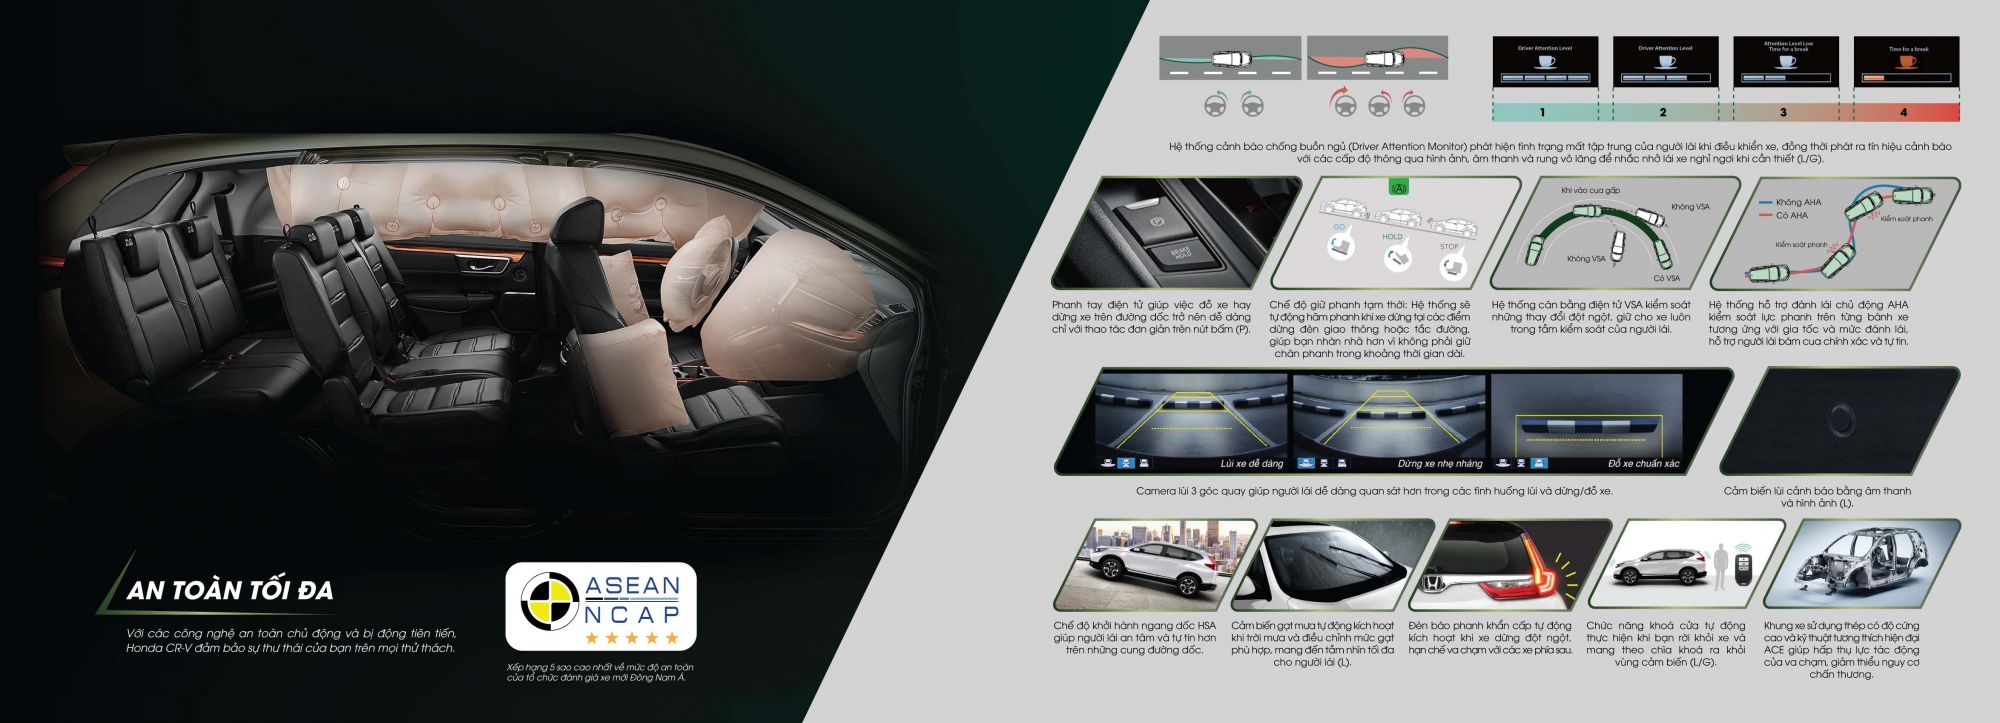 AN TOÀN TỐI ĐA
Với các công nghệ an toàn chủ động và bị động tiên tiến,
Honda CR-V đảm bảo sự thư thái của bạn trên mọi thử thách.
ASEAN
NCAP
Xếp hạng 5 sao cao nhất về mức độ an toàn
của tổ chức đánh giá xe mới Đông Nam Á.
Driver Attention Level
Driver Attention Level
Attention Level Low
Time for a break
Time for a break
1
2
3
4
Hệ thống cảnh báo chống buồn ngủ (Driver Attention Monitor) phát hiện tình trạng mất tập trung của người lái khi điều khiển xe, đồng thời phát ra tín hiệu cảnh báo
với các cấp độ thông qua hình ảnh, âm thanh và rung vô lăng để nhắc nhở lái xe nghỉ ngơi khi cần thiết (L/G).
BRAKE
HOLD
Phanh tay điện tử giúp việc đỗ xe hay
dừng xe trên đường dốc trở nên dễ dàng
chỉ với thao tác đơn giản trên nút bấm (P).
(A)
GO
HOLD
STOP
Chế độ giữ phanh tạm thời: Hệ thống sẽ
tự động hãm phanh khi xe dừng tại các điểm
dừng đèn giao thông hoặc tắc đường,
giúp bạn nhàn nhã hơn vì không phải giữ
chân phanh trong khoảng thời gian dài.
Khi vào cua gấp
Không VSA
Không VSA
Có VSA
Hệ thống cân bằng điện tử VSA kiểm soát
những thay đổi đột ngột, giữ cho xe luôn
trong tầm kiểm soát của người lái.
Không AHA
Có AHA
Kiểm soát phanh
Kiểm soát phanh
Hệ thống hỗ trợ đánh lái chủ động AHA
kiểm soát lực phanh trên từng bánh xe
tương ứng với gia tốc và mức đánh lái,
hỗ trợ người lái bám cua chính xác và tự tin.
Lùi xe dễ dàng
Dừng xe nhẹ nhàng
Đỗ xe chuẩn xác
Camera lùi 3 góc quay giúp người lái dễ dàng quan sát hơn trong các tình huống lùi và dừng/đỗ xe.
Cảm biến lùi cảnh báo bằng âm thanh
và hình ảnh (L).
Chế độ khởi hành ngang dốc HSA
giúp người lái an tâm và tự tin hơn
trên những cung đường dốc.
Cảm biến gạt mưa tự động kích hoạt
khi trời mưa và điều chỉnh mức gạt
phù hợp, mang đến tầm nhìn tối đa
cho người lái (L).
Đèn báo phanh khẩn cấp tự động
kích hoạt khi xe dừng đột ngột,
hạn chế va chạm với các xe phía sau.
Chức năng khoá cửa tự động
thực hiện khi bạn rời khỏi xe và
mang theo chìa khoá ra khỏi
vùng cảm biến (L/G).
Khung xe sử dụng thép có độ cứng
cao và kỹ thuật tương thích hiện đại
ACE giúp hấp thụ lực tác động
của va chạm, giảm thiểu nguy cơ
chấn thương.